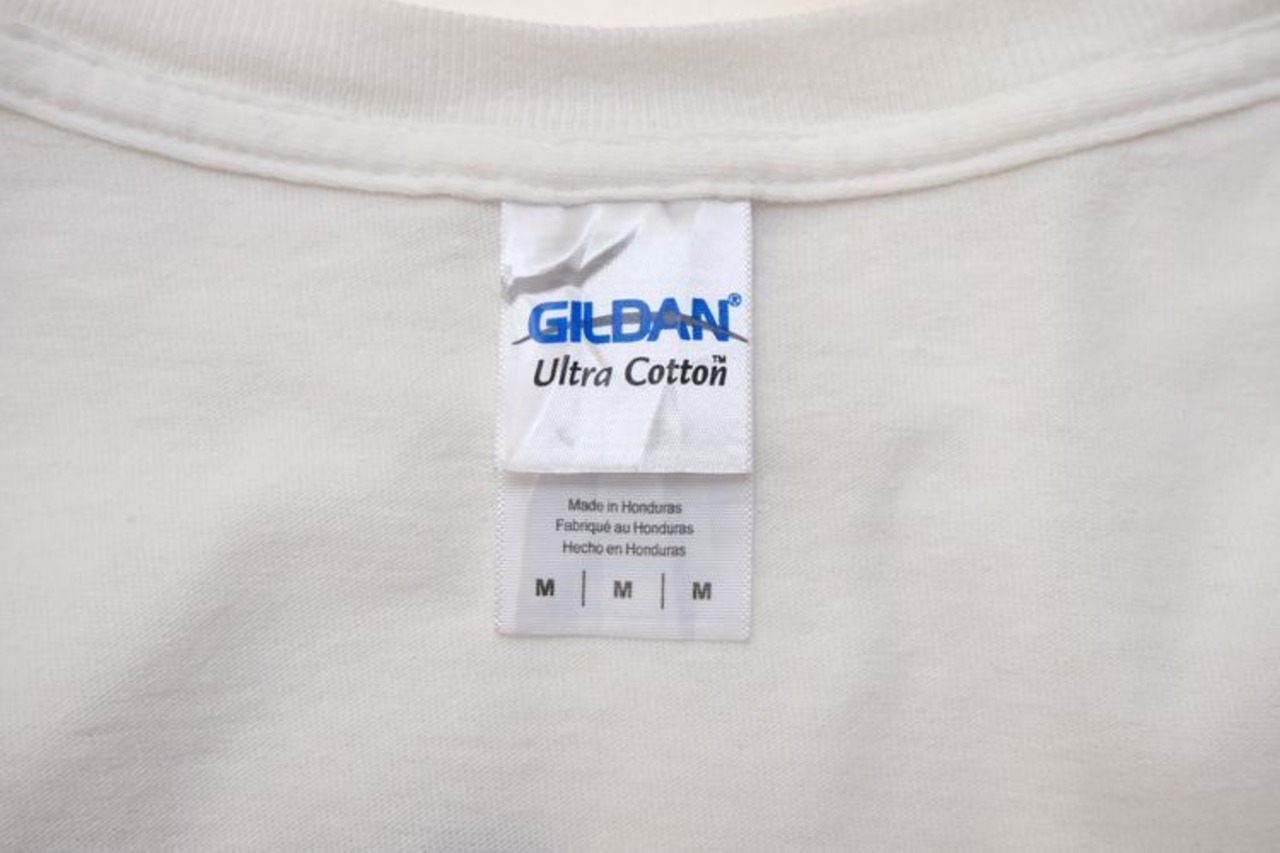 GILDAN®
Ultra Cotton™
Made in Honduras
Fabriqué au Honduras
Hecho en Honduras
M | M | M